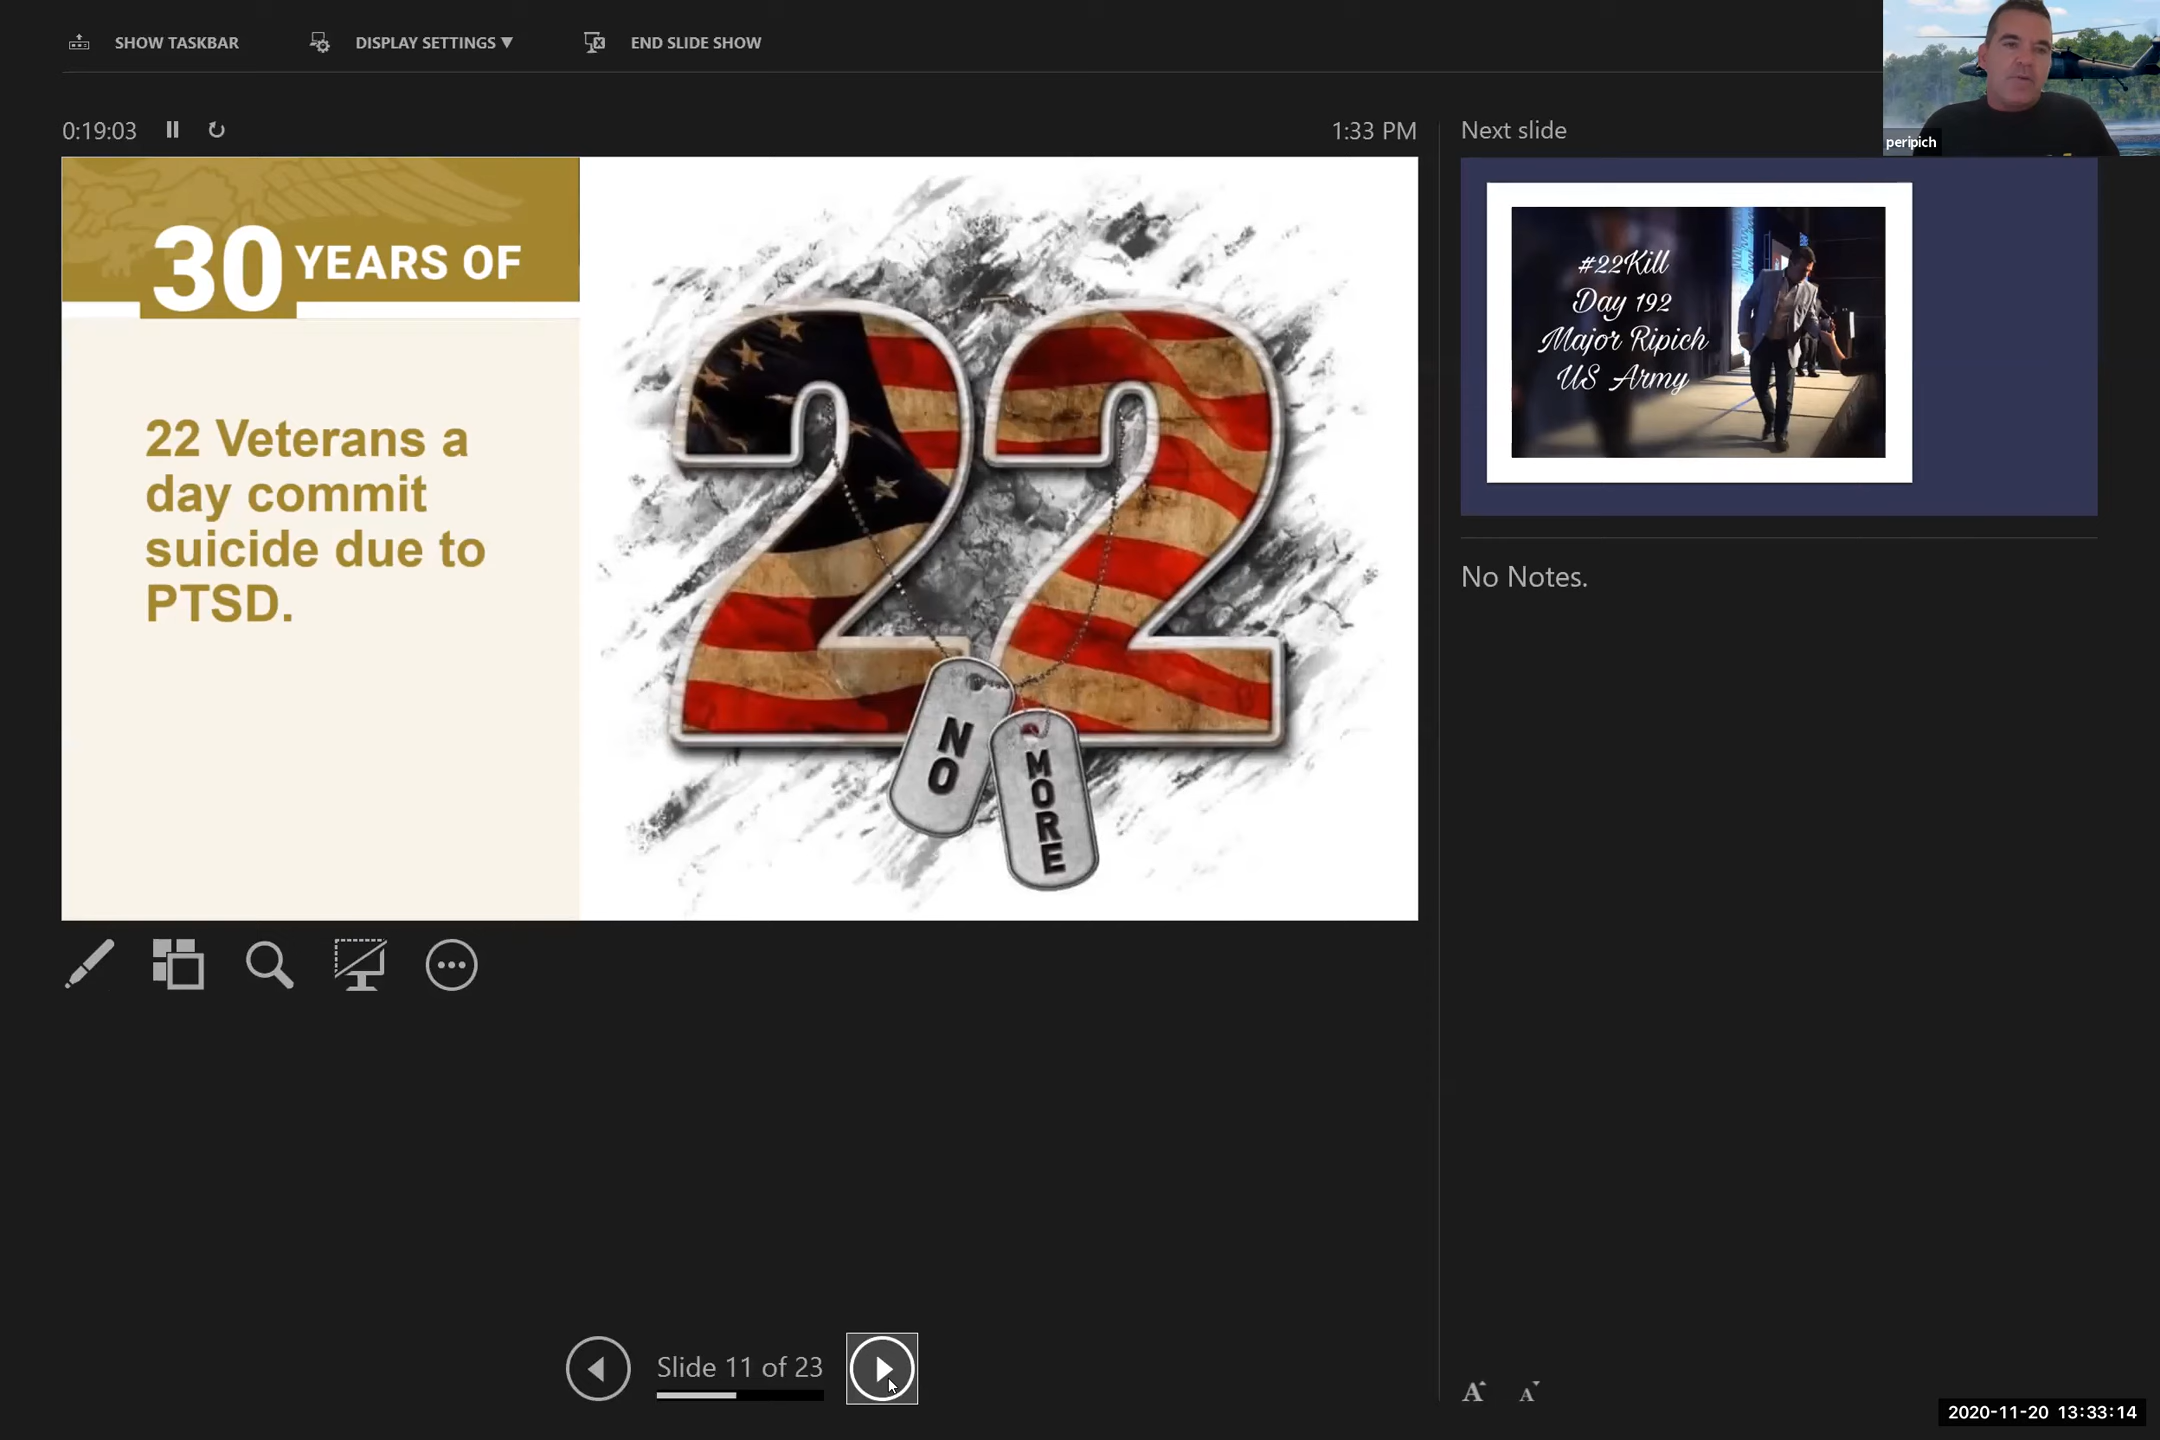 SHOW TASKBAR
DISPLAY SETTINGS ▼
END SLIDE SHOW
peripich
0:19:03
1:33 PM
Next slide
30 YEARS OF
22 Veterans a
day commit
suicide due to
PTSD.
22
NO
MORE
#22Kill
Day 192
Major Ripich
US Army
No Notes.
Slide 11 of 23
A A
2020-11-20 13:33:14